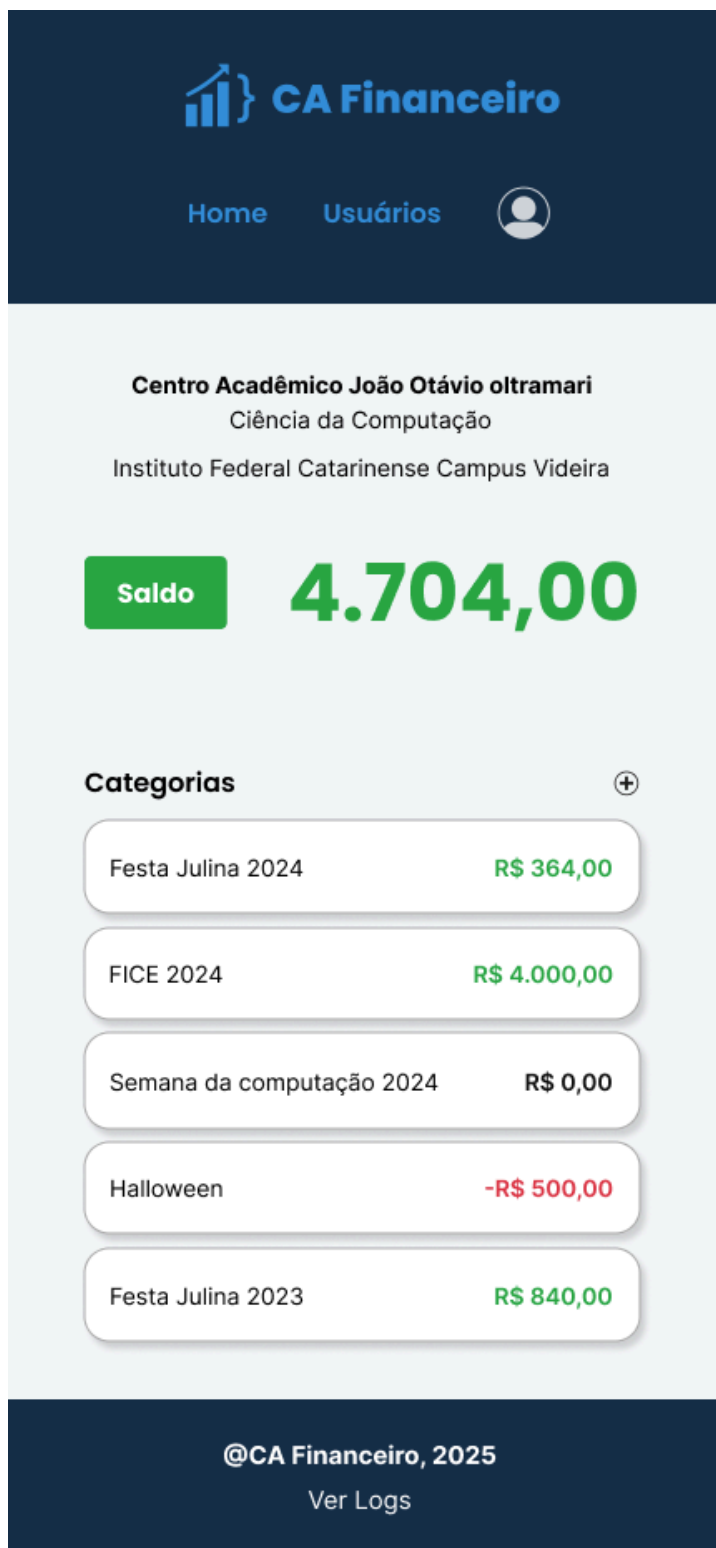 CA Financeiro
Home Usuários
Centro Acadêmico João Otávio oltramari
Ciência da Computação
Instituto Federal Catarinense Campus Videira
Saldo 4.704,00
Categorias
Festa Julina 2024 R$ 364,00
FICE 2024 R$ 4.000,00
Semana da computação 2024 R$ 0,00
Halloween -R$ 500,00
Festa Julina 2023 R$ 840,00
@CA Financeiro, 2025
Ver Logs